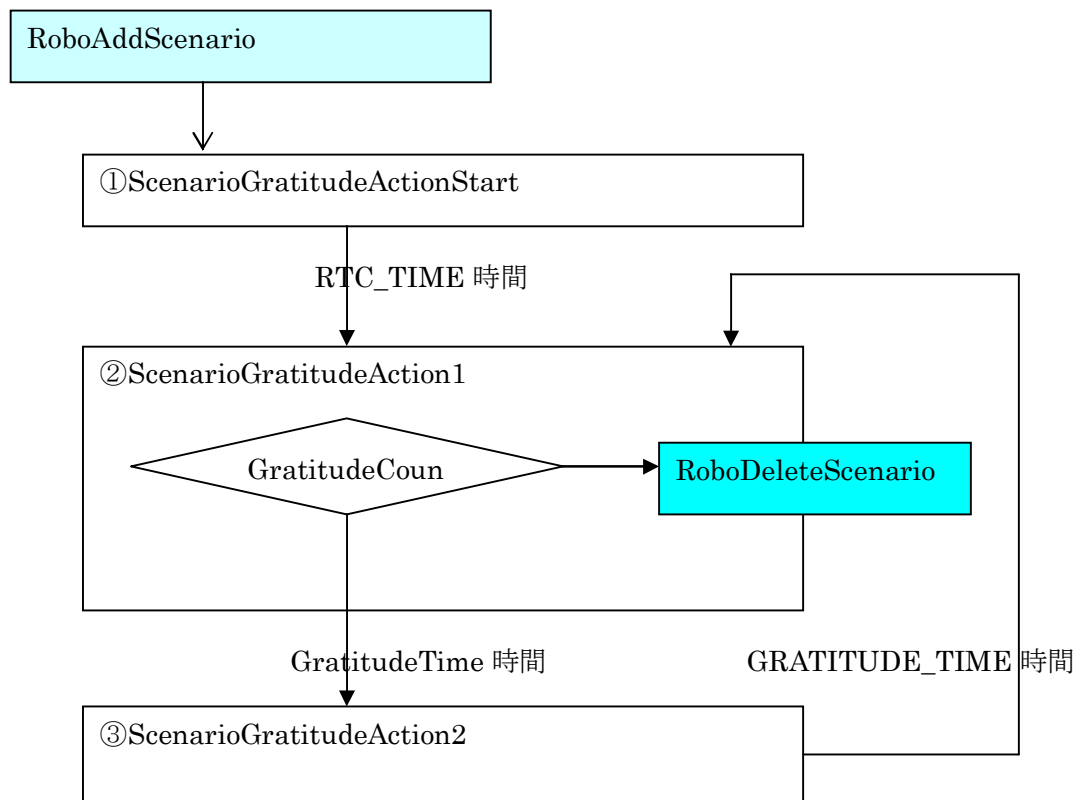 RoboAddScenario
①ScenarioGratitudeActionStart
RTC_TIME 時間
②ScenarioGratitudeAction1
GratitudeCoun
RoboDeleteScenario
GratitudeTime 時間
GRATITUDE_TIME 時間
③ScenarioGratitudeAction2